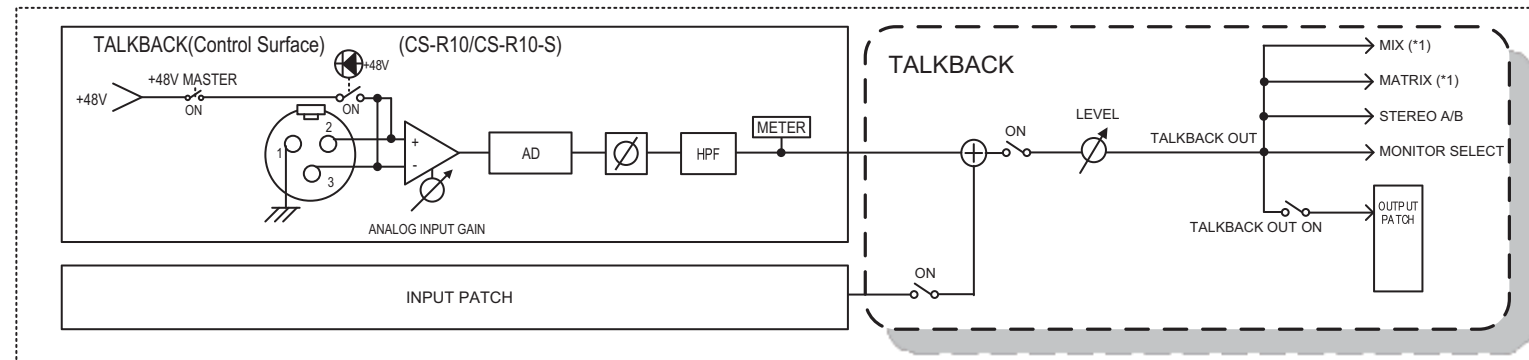 TALKBACK(Control Surface) (CS-R10/CS-R10-S)
+48V
+48V MASTER
ON
+48V
ON
1
2
3
+
-
ANALOG INPUT GAIN
AD
HPF
METER
INPUT PATCH
TALKBACK
ON
ON
LEVEL
TALKBACK OUT
MIX (*1)
MATRIX (*1)
STEREO A/B
MONITOR SELECT
TALKBACK OUT ON
OUTPUT
PATCH